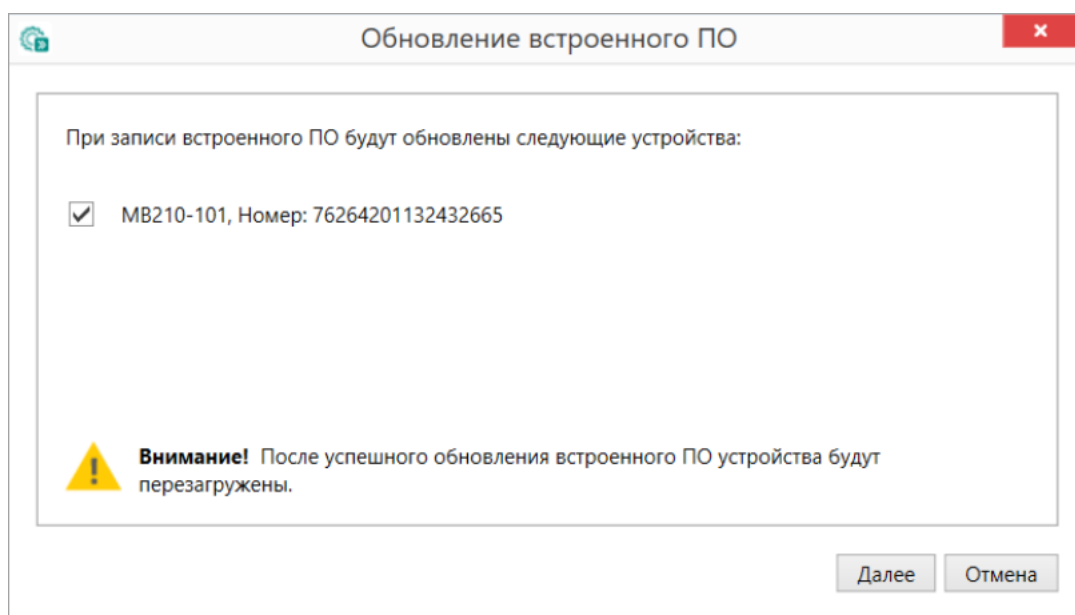 Обновление встроенного ПО
При записи встроенного ПО будут обновлены следующие устройства:
МВ210-101, Номер: 76264201132432665
Внимание! После успешного обновления встроенного ПО устройства будут
перезагружены.
Далее Отмена